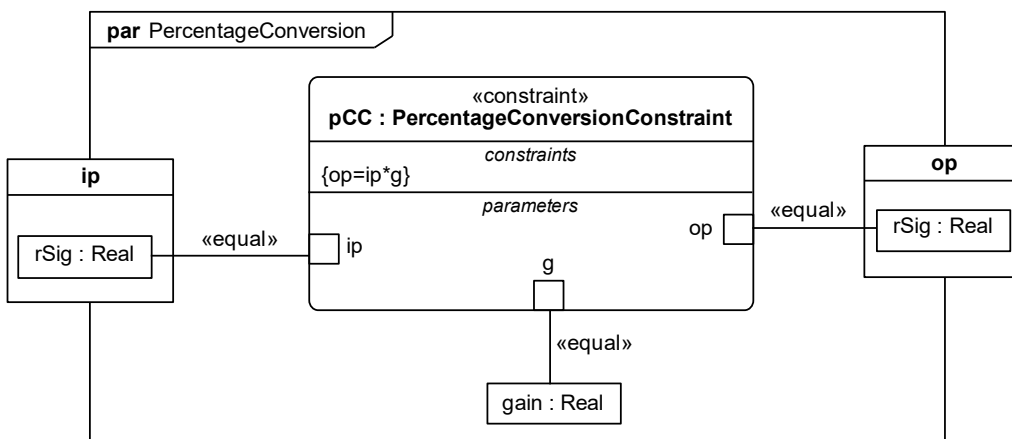 par PercentageConversion
«constraint»
pCC : PercentageConversionConstraint
constraints
{op=ip*g}
parameters
ip
rSig : Real
«equal»
ip
g
op
«equal»
op
rSig : Real
«equal»
gain : Real